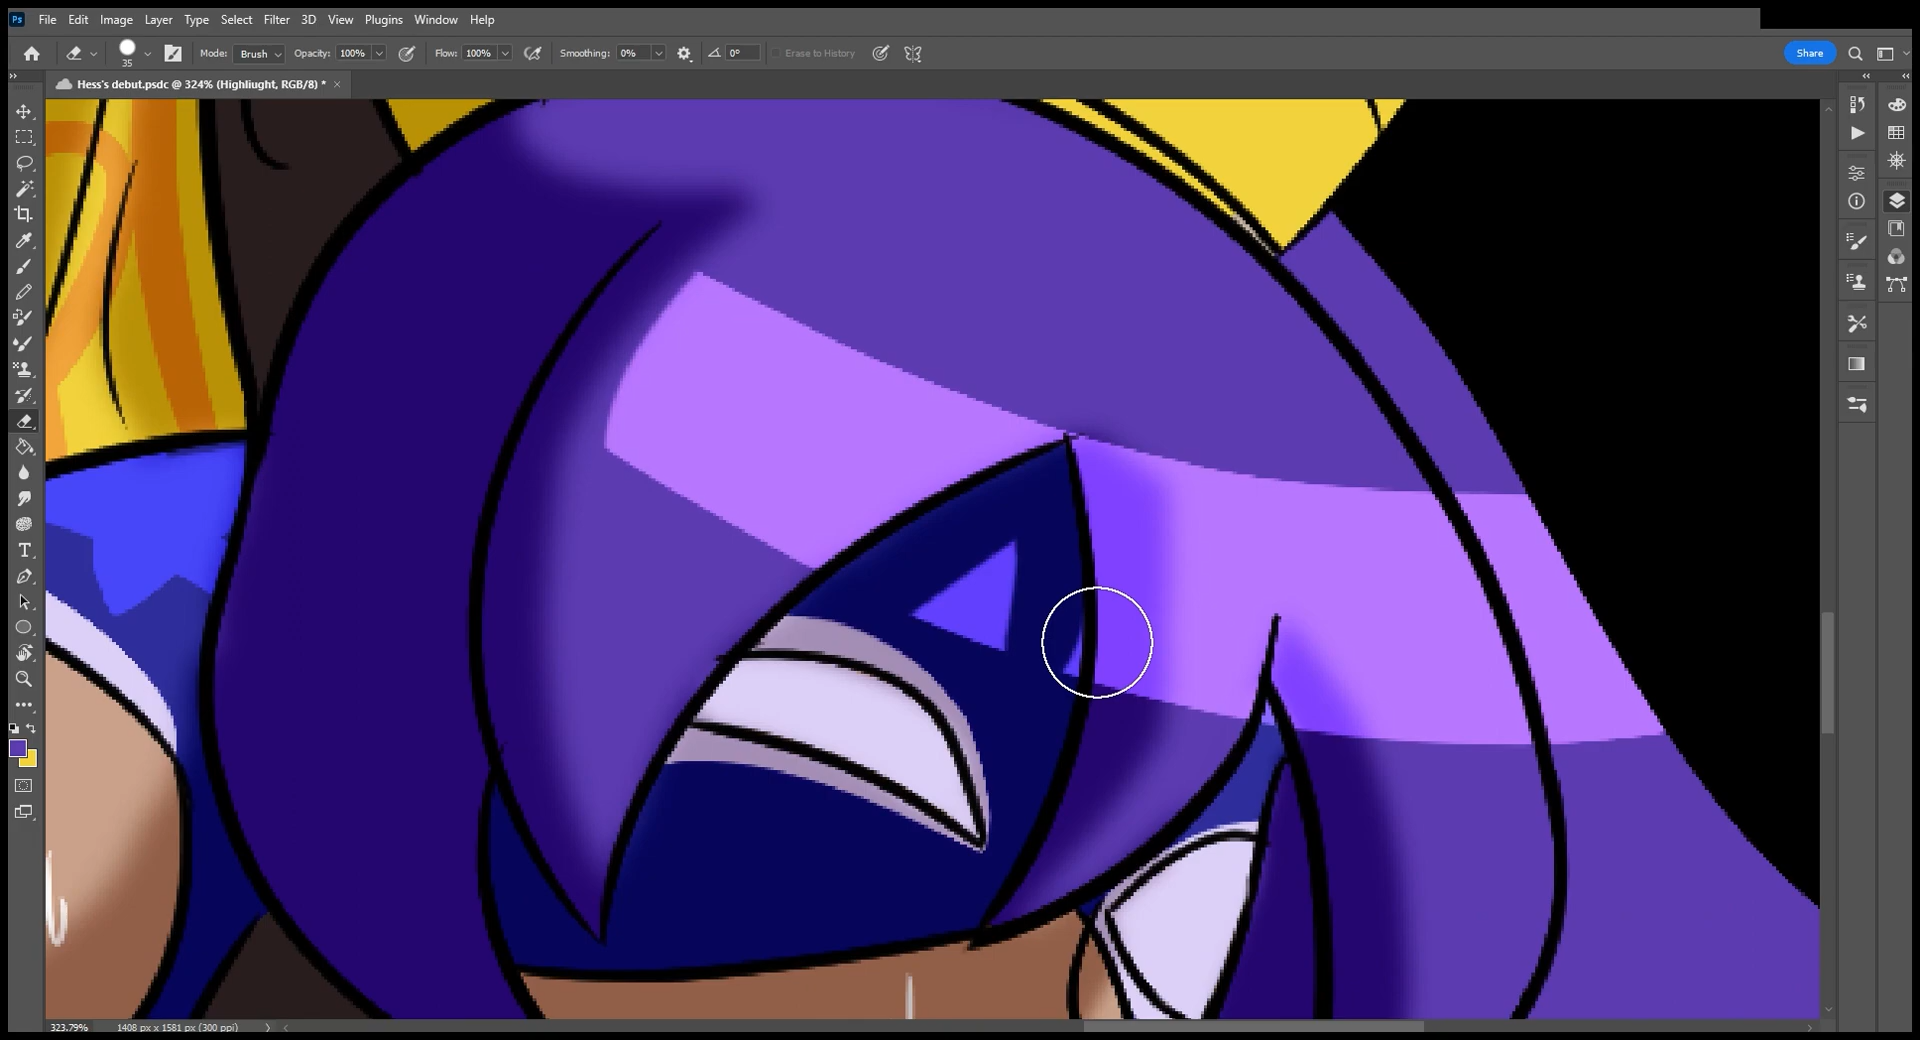 Ps File Edit Image Layer Type Select Filter 3D View Plugins Window Help
35 Mode: Brush Opacity: 100% Flow: 100% Smoothing: 0% 0° Erase to History Share
Hess's debut.psdc @ 324% (Highliught, RGB/8) * ×
T
323.79% 1408 px x 1581 px (300 ppi)